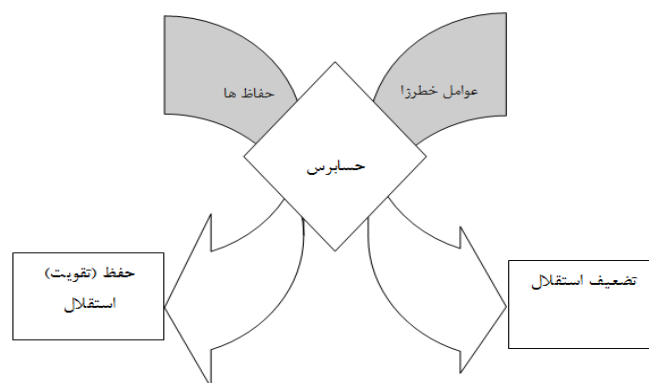 عوامل خطرزا
حفاظ ها
حسابرس
تضعیف استقلال
حفظ (تقویت)
استقلال